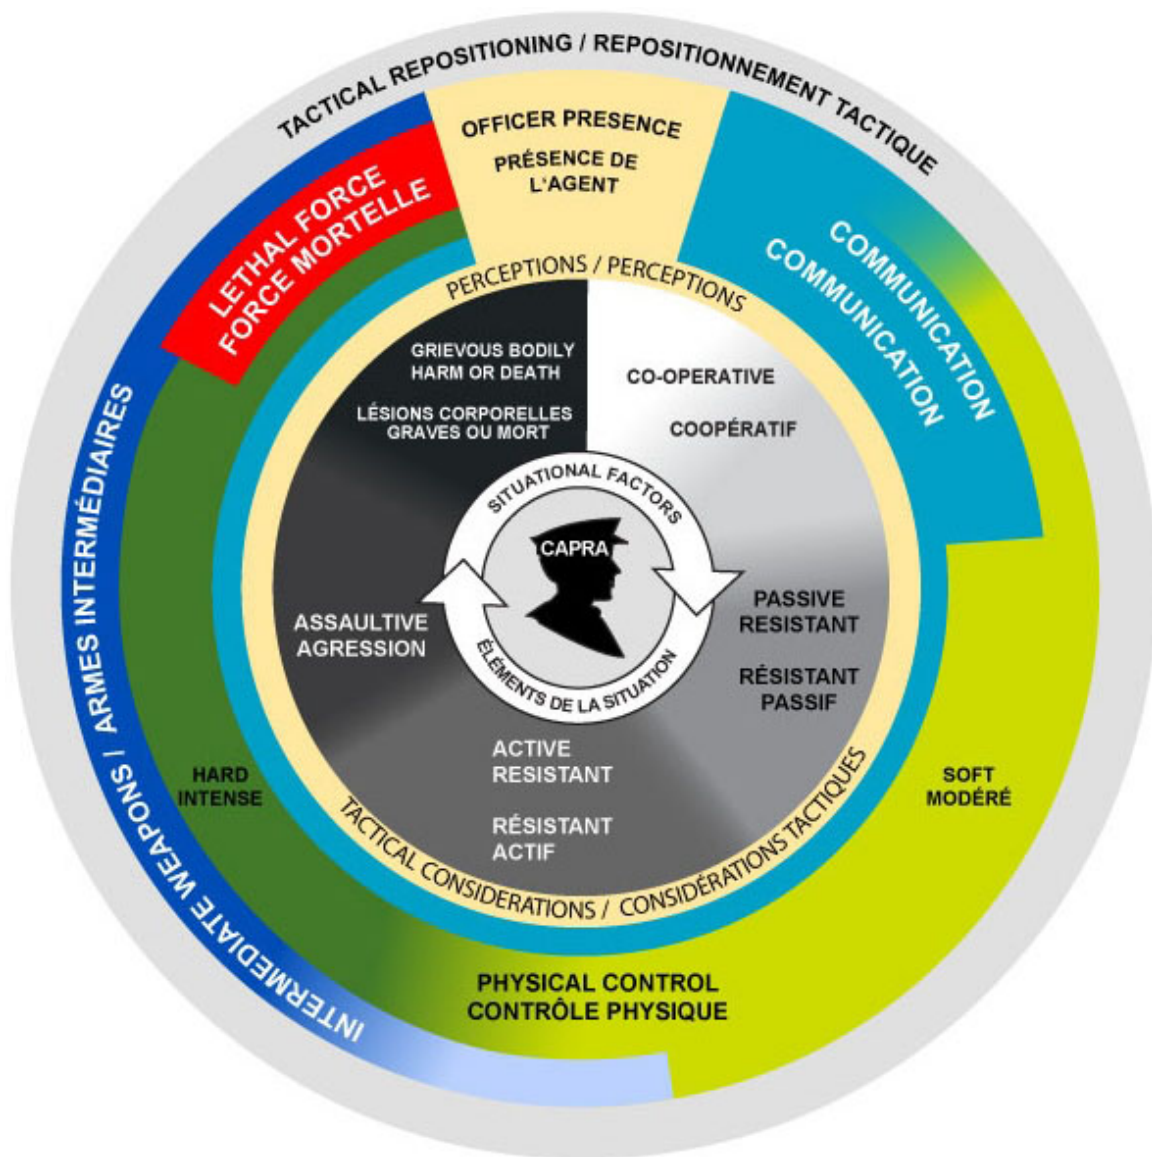 TACTICAL REPOSITIONING / REPOSITIONNEMENT TACTIQUE
OFFICER PRESENCE
PRÉSENCE DE
L'AGENT
COMMUNICATION
COMMUNICATION
LETHAL FORCE
FORCE MORTELLE
PERCEPTIONS / PERCEPTIONS
GRIEVOUS BODILY
HARM OR DEATH
LÉSIONS CORPORELLES
GRAVES OU MORT
CO-OPERATIVE
COOPÉRATIF
SITUATIONAL FACTORS
CAPRA
ÉLÉMENTS DE LA SITUATION
PASSIVE
RESISTANT
RÉSISTANT
PASSIF
ASSAULTIVE
AGRESSION
ACTIVE
RESISTANT
RÉSISTANT
ACTIF
TACTICAL CONSIDERATIONS / CONSIDÉRATIONS TACTIQUES
HARD
INTENSE
SOFT
MODÉRÉ
INTERMEDIATE WEAPONS / ARMES INTERMÉDIAIRES
PHYSICAL CONTROL
CONTRÔLE PHYSIQUE